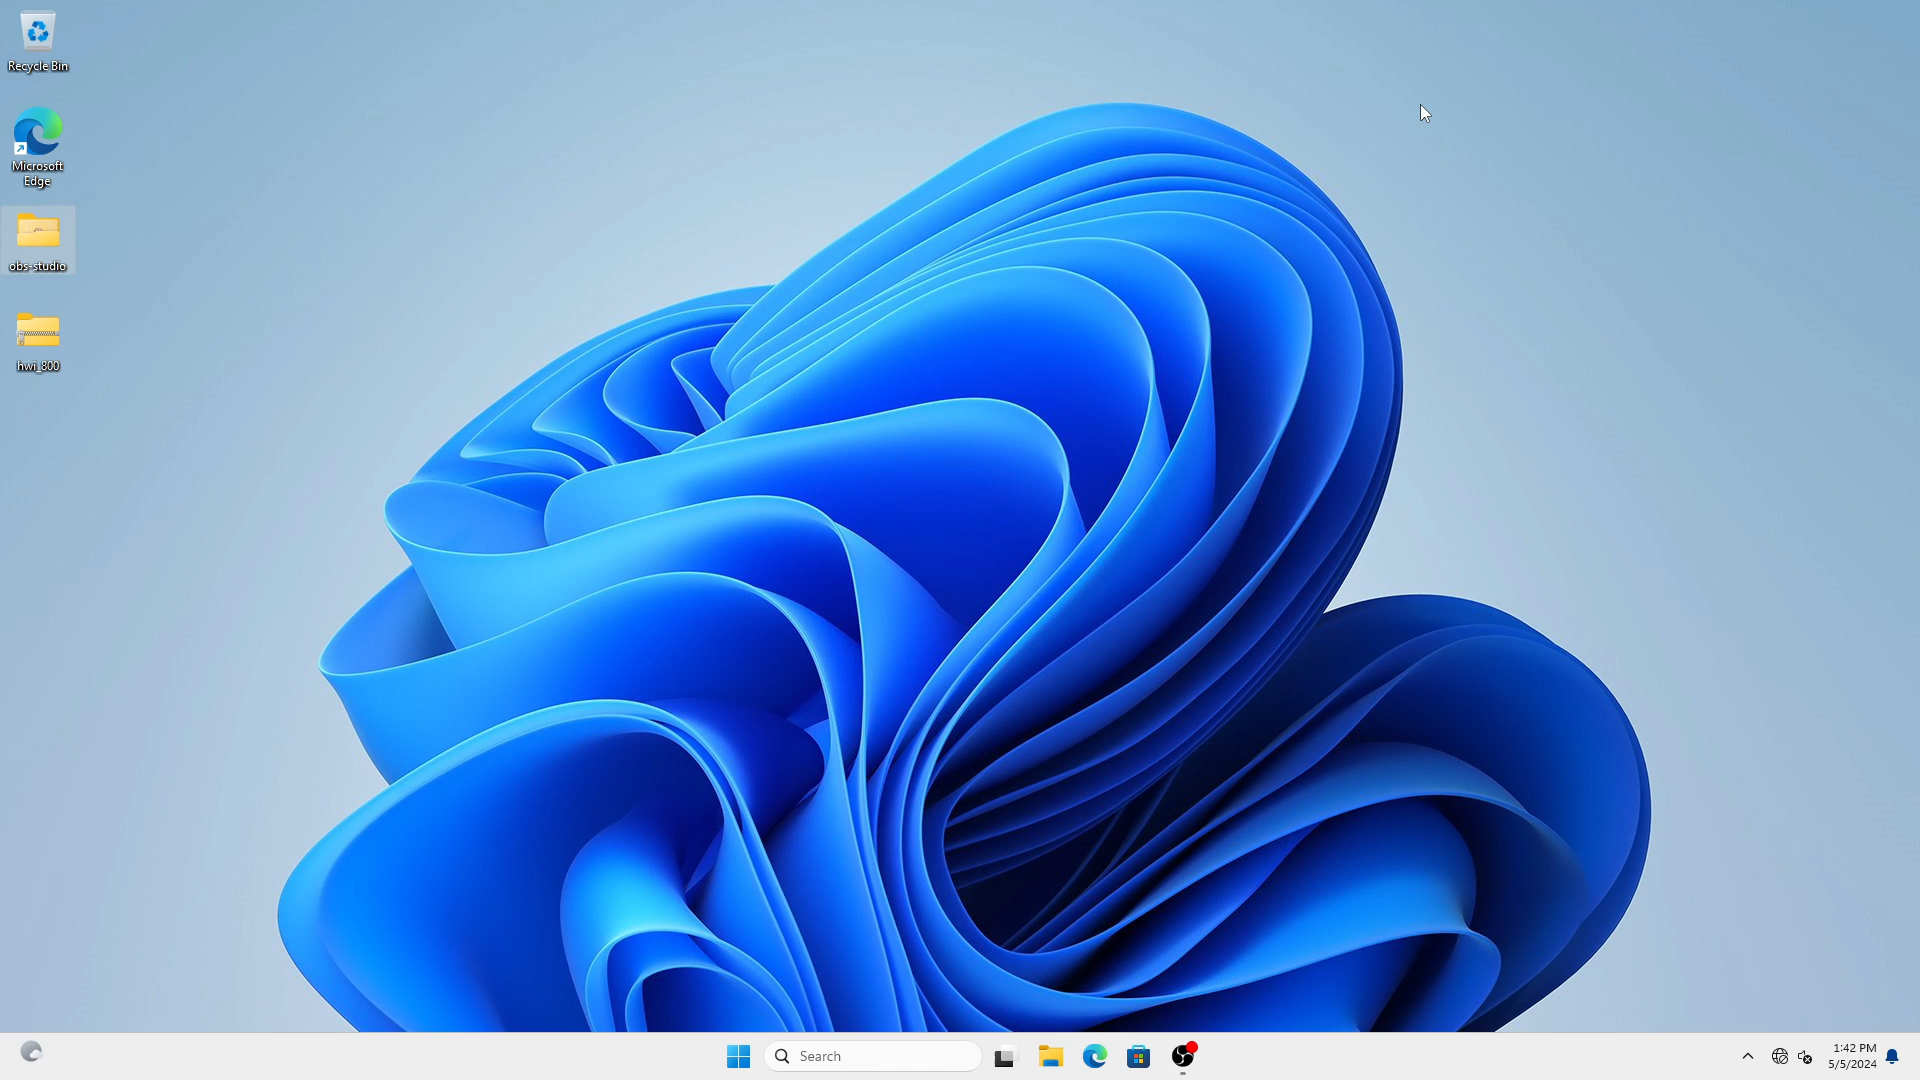 Recycle Bin
Microsoft
Edge
obs-studio
hwi_800
Search
1:42 PM
5/5/2024